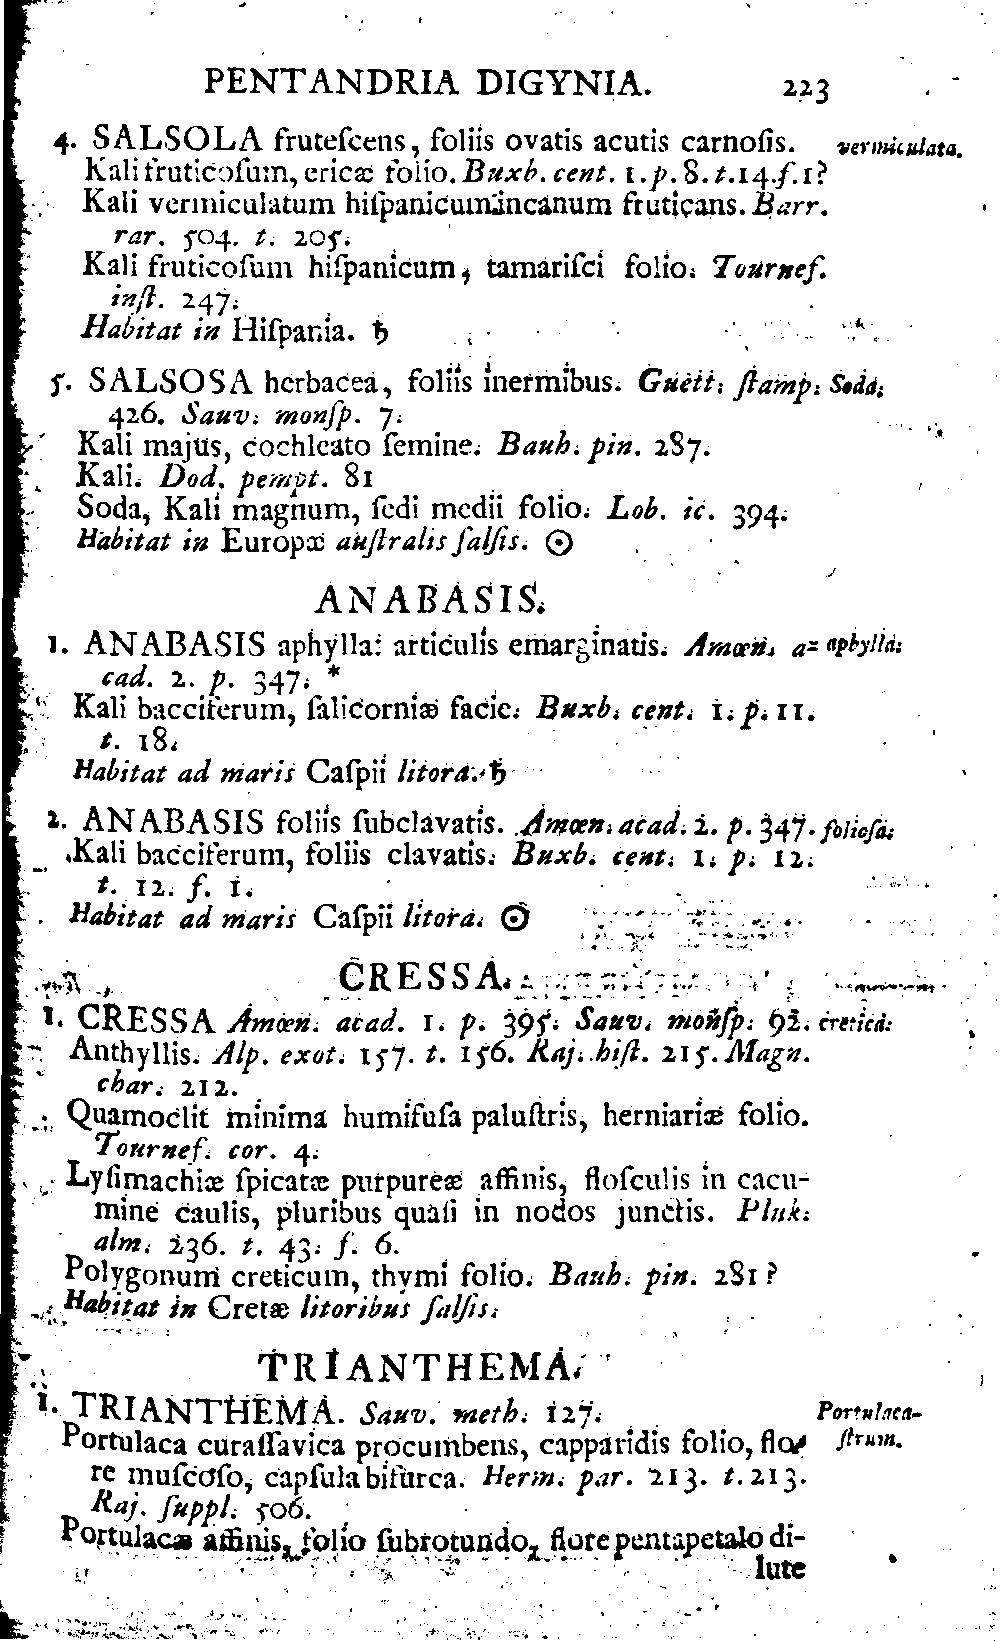 PENTANDRIA DIGYNIA. 223
4. SALSOLA frutescens, foliis ovatis acutis carnosis. vermiculata.
Kali fruticosum, ericæ folio. Buxb. cent. 1. p. 8. t. 14. f. 1?
Kali vermiculatum hispanicum incanum fruticans. Barr.
rar. 504. t. 205.
Kali fruticosum hispanicum, tamarisci folio. Tournef.
inst. 247.
Habitat in Hispania. ♄
5. SALSOSA herbacea, foliis inermibus. Guett. stamp. Soda.
426. Sauv. monsp. 7.
Kali majus, cochleato semine. Bauh. pin. 287.
Kali. Dod. pempt. 81
Soda, Kali magnum, sedi medii folio. Lob. ic. 394.
Habitat in Europæ australis salsis. ☉
ANABASIS.
1. ANABASIS aphylla: articulis emarginatis. Amœn. a= aphylla.
cad. 2. p. 347. *
Kali bacciferum, salicorniæ facie. Buxb. cent. 1. p. 11.
t. 18.
Habitat ad maris Caspii litora. ♄
2. ANABASIS foliis subclavatis. Amœn. acad. 2. p. 347. foliosa.
Kali bacciferum, foliis clavatis. Buxb. cent. 1. p. 12.
t. 12. f. 1.
Habitat ad maris Caspii litora. ☉
CRESSA.
1. CRESSA Amœn. acad. 1. p. 395. Sauv. monsp. 92. cretica.
Anthyllis. Alp. exot. 157. t. 156. Raj. hist. 215. Magn.
char. 212.
Quamoclit minima humifusa palustris, herniariæ folio.
Tournef. cor. 4.
Lysimachiæ spicatæ purpureæ affinis, flosculis in cacu-
mine caulis, pluribus quasi in nodos junctis. Pluk.
alm. 236. t. 43. f. 6.
Polygonum creticum, thymi folio. Bauh. pin. 281?
Habitat in Cretæ litoribus salsis.
TRIANTHEMA.
1. TRIANTHEMA. Sauv. meth. 127. Portulaca-
Portulaca curassavica procumbens, capparidis folio, flo- strum.
re muscoso, capsula bifurca. Herm. par. 213. t. 213.
Raj. suppl. 506.
Portulacæ affinis, folio subrotundo, flore pentapetalo di-
lute